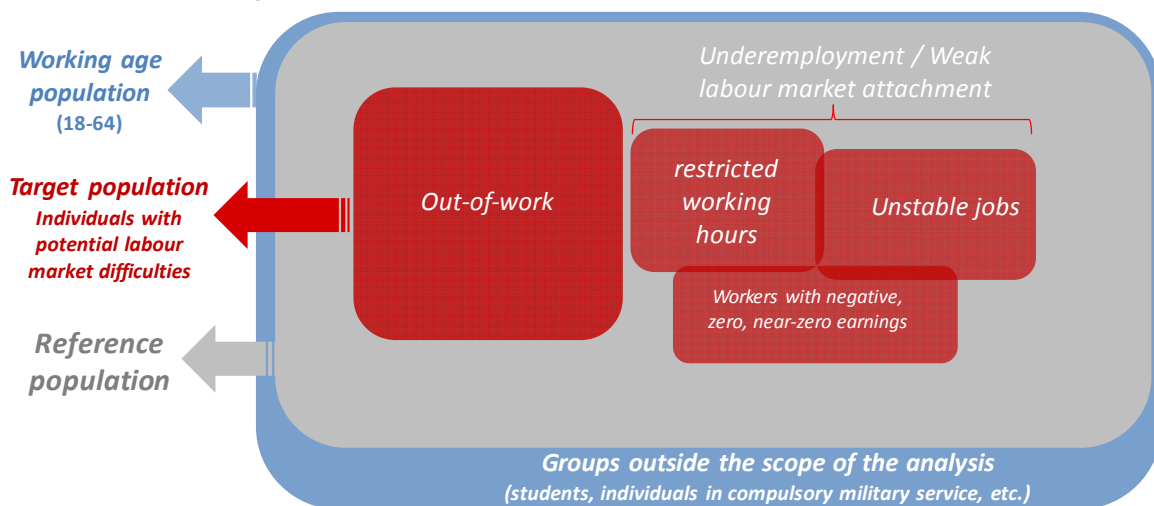 Working age
population
(18-64)
Target population
Individuals with
potential labour
market difficulties
Reference
population
Underemployment / Weak
labour market attachment
Out-of-work
restricted
working
hours
Unstable jobs
Workers with negative,
zero, near-zero earnings
Groups outside the scope of the analysis
(students, individuals in compulsory military service, etc.)